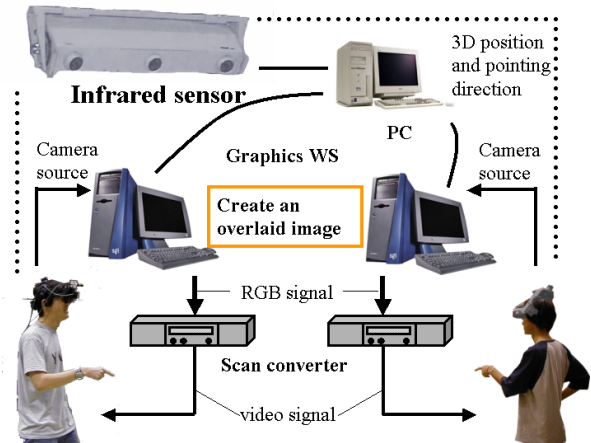 3D position
and pointing
direction
Infrared sensor
PC
Camera
source
Graphics WS
Camera
source
Create an
overlaid image
sgi
RGB signal
Scan converter
video signal